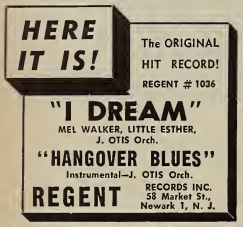 HERE
IT IS!
The ORIGINAL
HIT RECORD!
REGENT # 1036
"I DREAM"
MEL WALKER, LITTLE ESTHER,
J. OTIS Orch.
"HANGOVER BLUES"
Instrumental—J. OTIS Orch.
REGENT
RECORDS INC.
58 Market St.,
Newark 1, N. J.